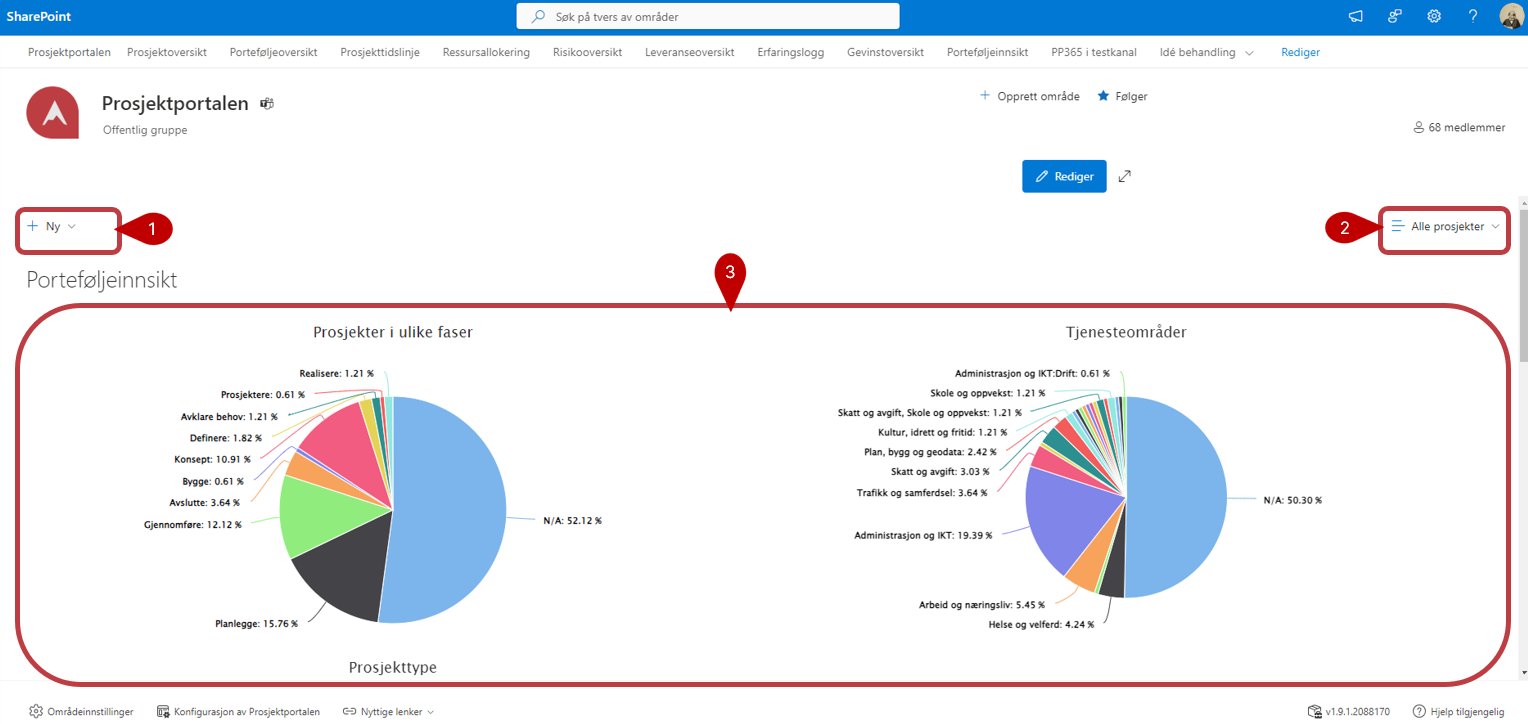 SharePoint
Søk på tvers av områder
?
Prosjektportalen Prosjektoversikt Porteføljeoversikt Prosjekttidslinje Ressursallokering Risikooversikt Leveranseoversikt Erfaringslogg Gevinstoversikt Porteføljeinnsikt PP365 i testkanal Idé behandling Rediger
Prosjektportalen
Offentlig gruppe
+ Opprett område
Følger
68 medlemmer
Rediger
+ Ny
1
2
Alle prosjekter
Porteføljeinnsikt
3
Prosjekter i ulike faser
Realisere: 1.21 %
Prosjektere: 0.61 %
Avklare behov: 1.21 %
Definere: 1.82 %
Konsept: 10.91 %
Bygge: 0.61 %
Avslutte: 3.64 %
Gjennomføre: 12.12 %
N/A: 52.12 %
Planlegge: 15.76 %
Tjenesteområder
Administrasjon og IKT:Drift: 0.61 %
Skole og oppvekst: 1.21 %
Skatt og avgift, Skole og oppvekst: 1.21 %
Kultur, idrett og fritid: 1.21 %
Plan, bygg og geodata: 2.42 %
Skatt og avgift: 3.03 %
Trafikk og samferdsel: 3.64 %
N/A: 50.30 %
Administrasjon og IKT: 19.39 %
Arbeid og næringsliv: 5.45 %
Helse og velferd: 4.24 %
Prosjekttype
Områdeinnstillinger
Konfigurasjon av Prosjektportalen
Nyttige lenker
v1.9.1.2088170
Hjelp tilgjengelig